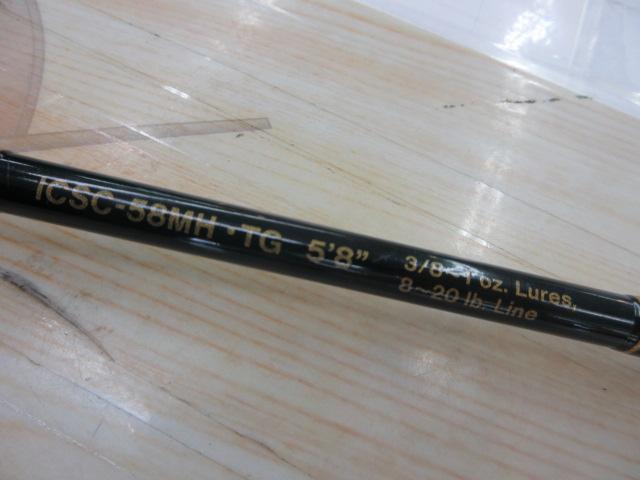 ICSC-58MH・TG 5'8"
3/8~1 oz. Lures,
8~20 lb. Line